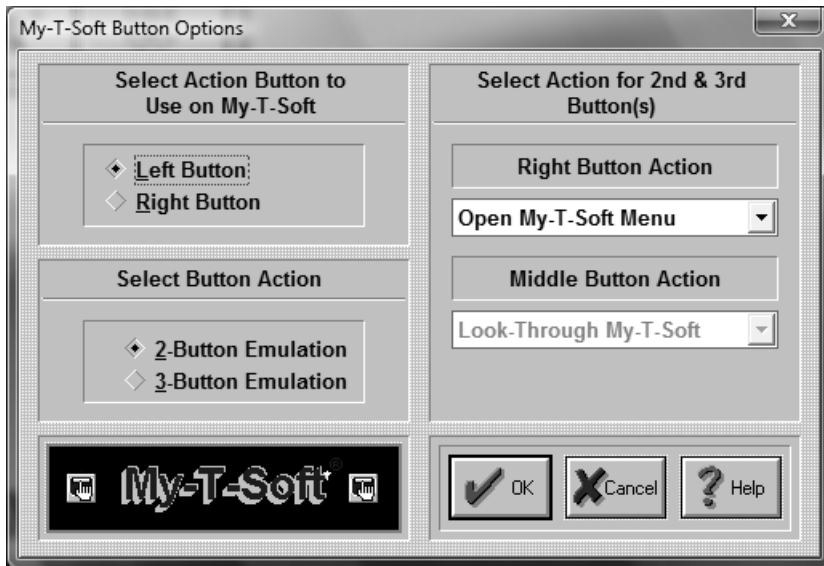 My-T-Soft Button Options
X
Select Action Button to
Use on My-T-Soft
Left Button
Right Button
Select Button Action
2-Button Emulation
3-Button Emulation
Select Action for 2nd & 3rd
Button(s)
Right Button Action
Open My-T-Soft Menu
Middle Button Action
Look-Through My-T-Soft
My-T-Soft®
OK
Cancel
Help